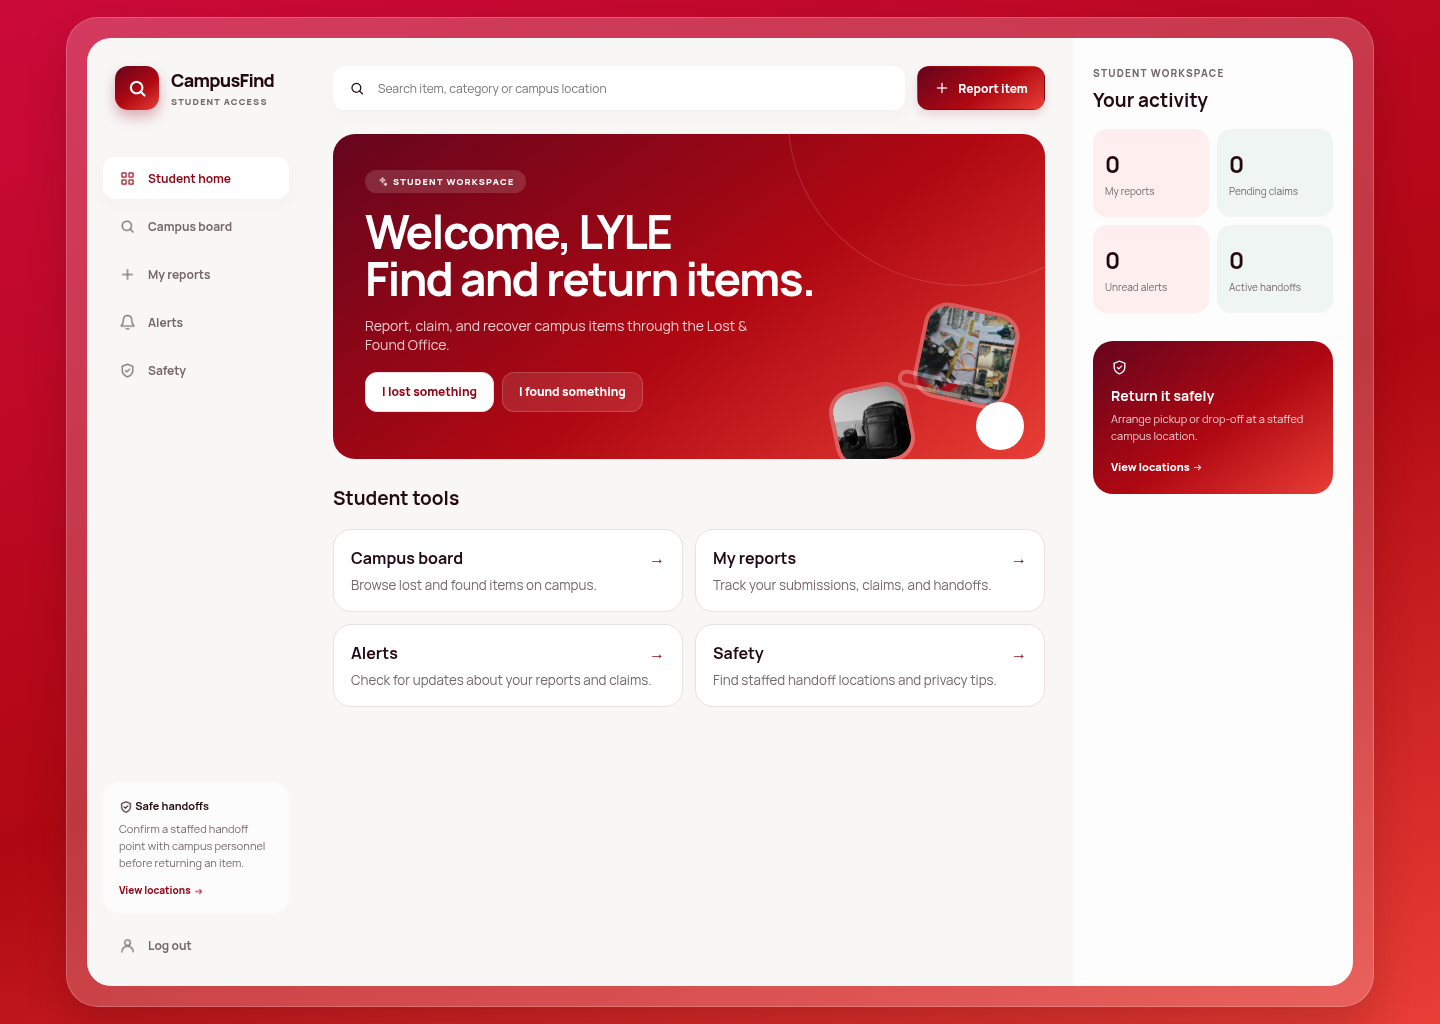 CampusFind
STUDENT ACCESS
Student home
Campus board
My reports
Alerts
Safety
Safe handoffs
Confirm a staffed handoff
point with campus personnel
before returning an item.
View locations →
Log out
Search item, category or campus location
+ Report item
STUDENT WORKSPACE
Welcome, LYLE
Find and return items.
Report, claim, and recover campus items through the Lost &
Found Office.
I lost something
I found something
Student tools
Campus board →
Browse lost and found items on campus.
My reports →
Track your submissions, claims, and handoffs.
Alerts →
Check for updates about your reports and claims.
Safety →
Find staffed handoff locations and privacy tips.
STUDENT WORKSPACE
Your activity
0
My reports
0
Pending claims
0
Unread alerts
0
Active handoffs
Return it safely
Arrange pickup or drop-off at a staffed
campus location.
View locations →